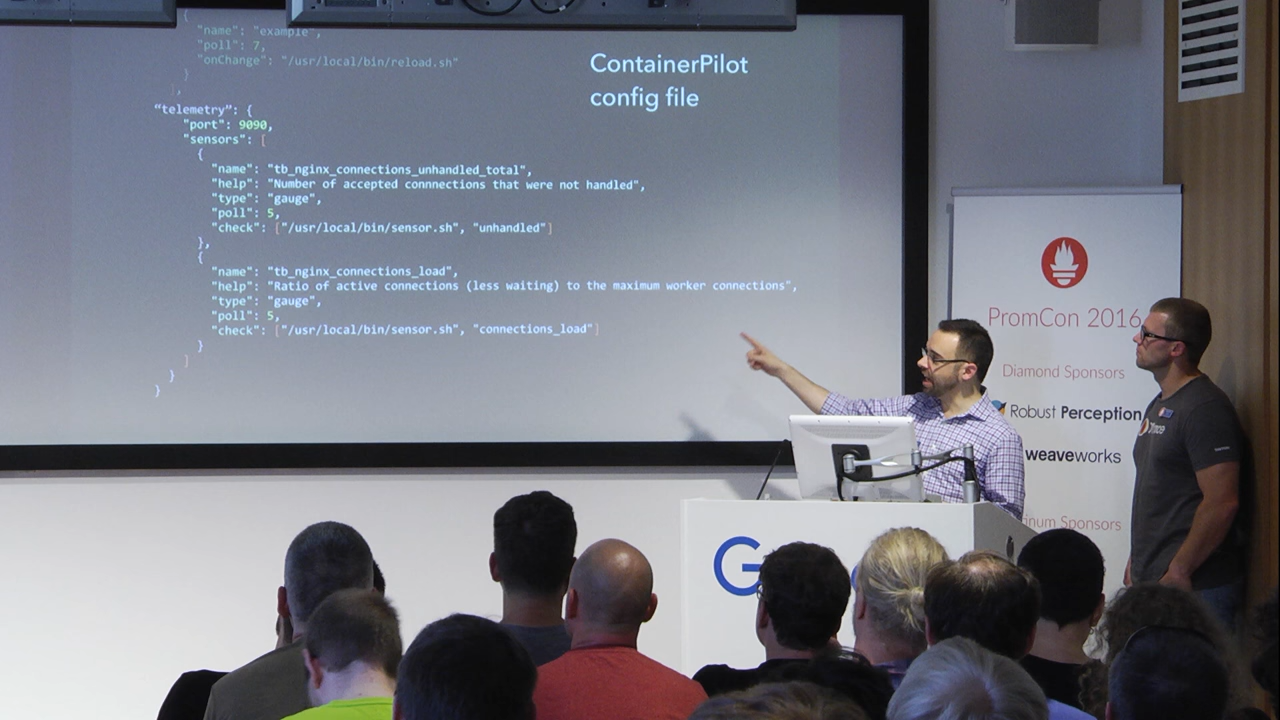 "name": "example",
"poll": 7,
"onChange": "/usr/local/bin/reload.sh"
}
],
ContainerPilot
config file
“telemetry”: {
"port": 9090,
"sensors": [
{
"name": "tb_nginx_connections_unhandled_total",
"help": "Number of accepted connnections that were not handled",
"type": "gauge",
"poll": 5,
"check": ["/usr/local/bin/sensor.sh", "unhandled"]
},
{
"name": "tb_nginx_connections_load",
"help": "Ratio of active connections (less waiting) to the maximum worker connections",
"type": "gauge",
"poll": 5,
"check": ["/usr/local/bin/sensor.sh", "connections_load"]
}
]
}
}
PromCon 2016
Diamond Sponsors
Robust Perception
weaveworks
Sponsors
G